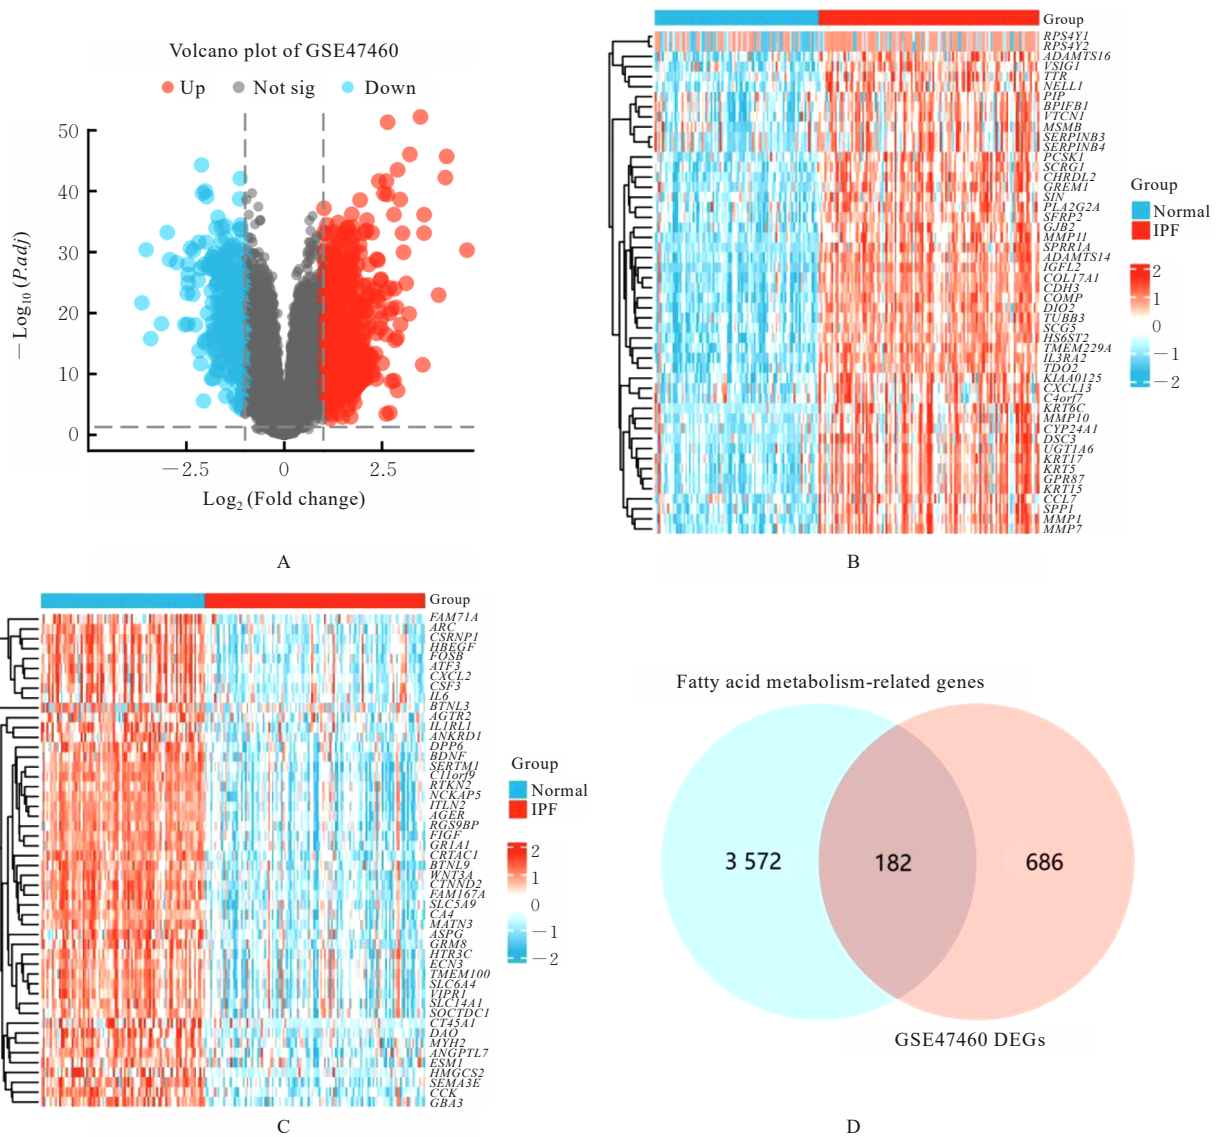 Volcano plot of GSE47460
Up Not sig Down
50
40
30
20
10
0
−2.5 0 2.5
−Log10 (P.adj)
Log2 (Fold change)
A
Group
RPS4Y1
RPS4Y2
ADAMTS16
VSIG1
TTR
NELL1
PIP
BPIFB1
VTCN1
MSMB
SERPINB3
SERPINB4
PCSK1
SCRG1
CHRDL2
GREM1
SIN
PLA2G2A
SFRP2
GJB2
MMP11
SPRR1A
ADAMTS14
IGFL2
COL17A1
CDH3
COMP
DIO2
TUBB3
SCG5
HS6ST2
TMEM229A
IL3RA2
TDO2
KIAA0125
CXCL13
C4orf7
KRT6C
MMP10
CYP24A1
DSC3
UGT1A6
KRT17
KRT5
GPR87
KRT15
CCL7
SPP1
MMP1
MMP7
Group
Normal
IPF
2
1
0
−1
−2
B
Group
FAM71A
ARC
CSRNP1
HBEGF
FOSB
ATF3
CXCL2
CSF3
IL6
BTNL3
AGTR2
IL1RL1
ANKRD1
DPP6
BDNF
SERTM1
C11orf9
RTKN2
NCKAP5
ITLN2
AGER
RGS9BP
FIGF
GR1A1
CRTAC1
BTNL9
WNT3A
CTNND2
FAM167A
SLC5A9
CA4
MATN3
ASPG
GRM8
HTR3C
ECN3
TMEM100
SLC6A4
VIPR1
SLC14A1
SOCTDC1
CT45A1
DAO
MYH2
ANGPTL7
ESM1
HMGCS2
SEMA3E
CCK
GBA3
Group
Normal
IPF
2
1
0
−1
−2
C
Fatty acid metabolism-related genes
3 572 182 686
GSE47460 DEGs
D